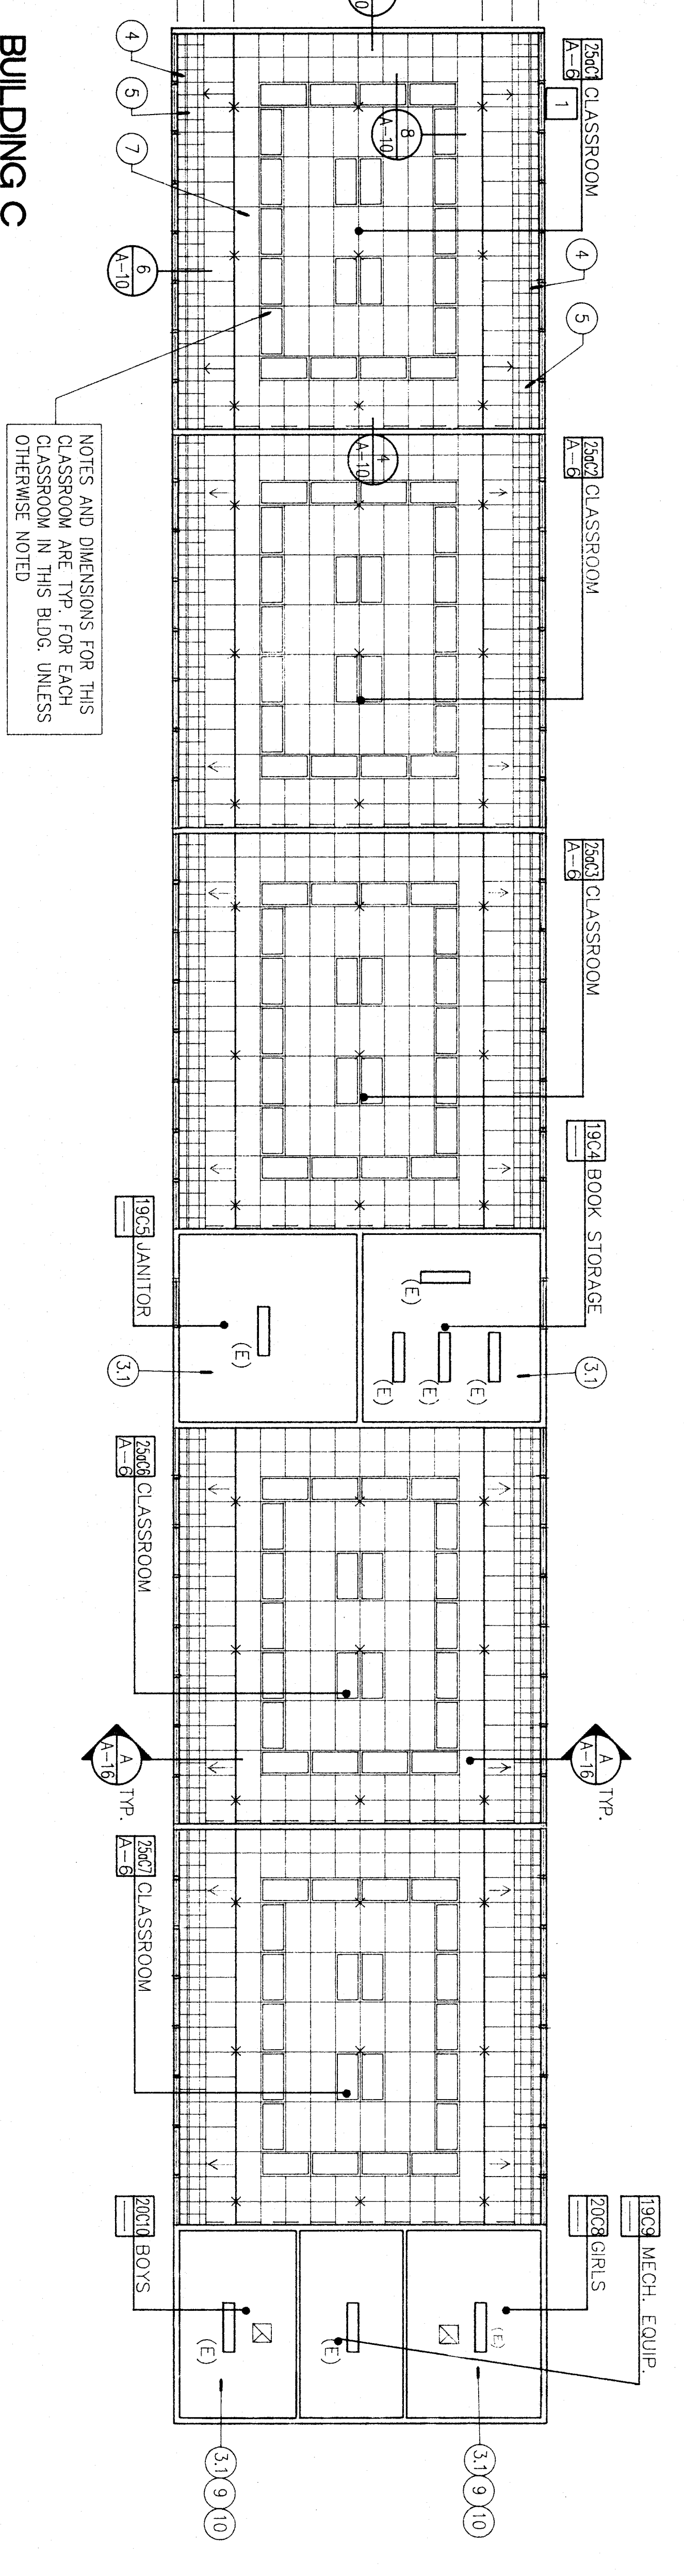 A-10
25aC1 CLASSROOM
A-6
1
8
A-10
4
5
4
5
7
6
A-10
NOTES AND DIMENSIONS FOR THIS
CLASSROOM ARE TYP. FOR EACH
CLASSROOM IN THIS BLDG. UNLESS
OTHERWISE NOTED
BUILDING C
4
A-10
25aC2 CLASSROOM
A-6
25aC3 CLASSROOM
A-6
19C4 BOOK STORAGE
(E)
(E)
(E)
(E)
3.1
19C5 JANITOR
(E)
3.1
25aC6 CLASSROOM
A-6
A
A-16
TYP.
A
A-16
TYP.
25aC7 CLASSROOM
A-6
19C9 MECH. EQUIP.
20C8 GIRLS
20C10 BOYS
(E)
(E)
(E)
3.1 9 10
3.1 9 10